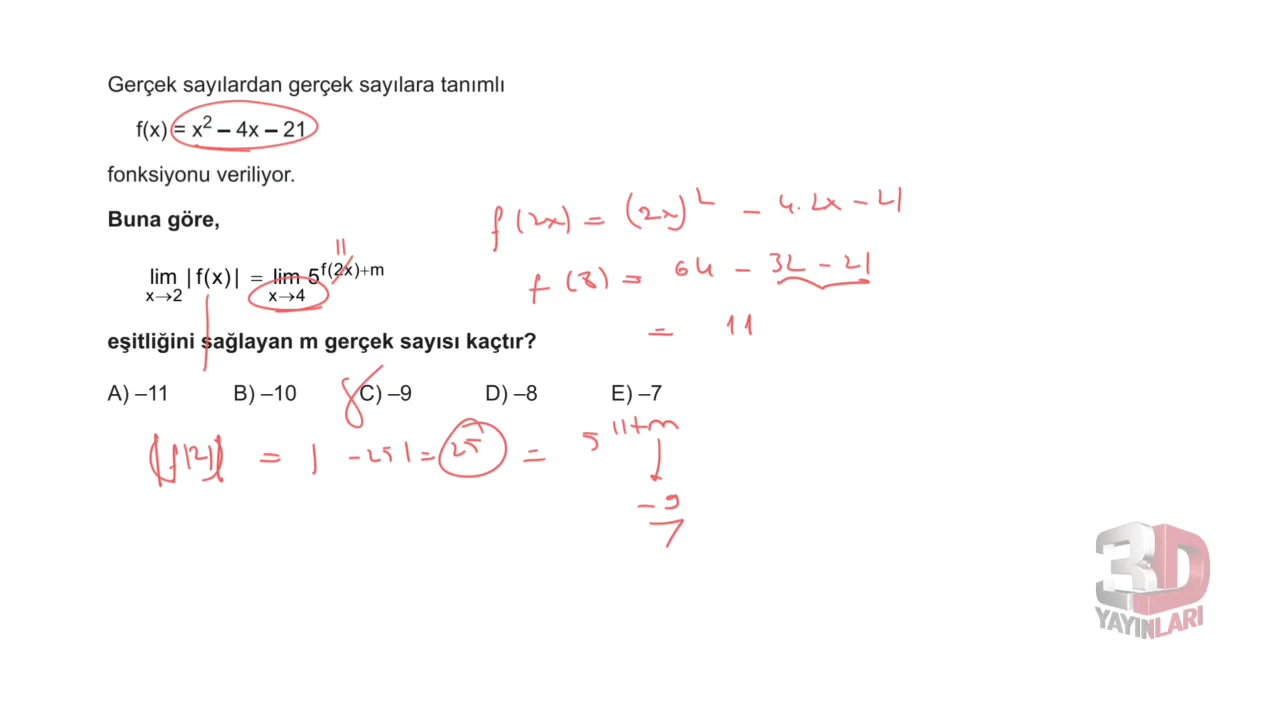 Gerçek sayılardan gerçek sayılara tanımlı
f(x) = x² – 4x – 21
fonksiyonu veriliyor.
Buna göre,
lim x→2 |f(x)| = lim x→4 5^f(2x)+m
11
eşitliğini sağlayan m gerçek sayısı kaçtır?
A) –11 B) –10 C) –9 D) –8 E) –7
f(2x) = (2x)² – 4.2x – 21
f(8) = 64 – 32 – 21
= 11
|f(2)| = |-25| = 25 = 5^11+m
-9
3D
YAYINLARI